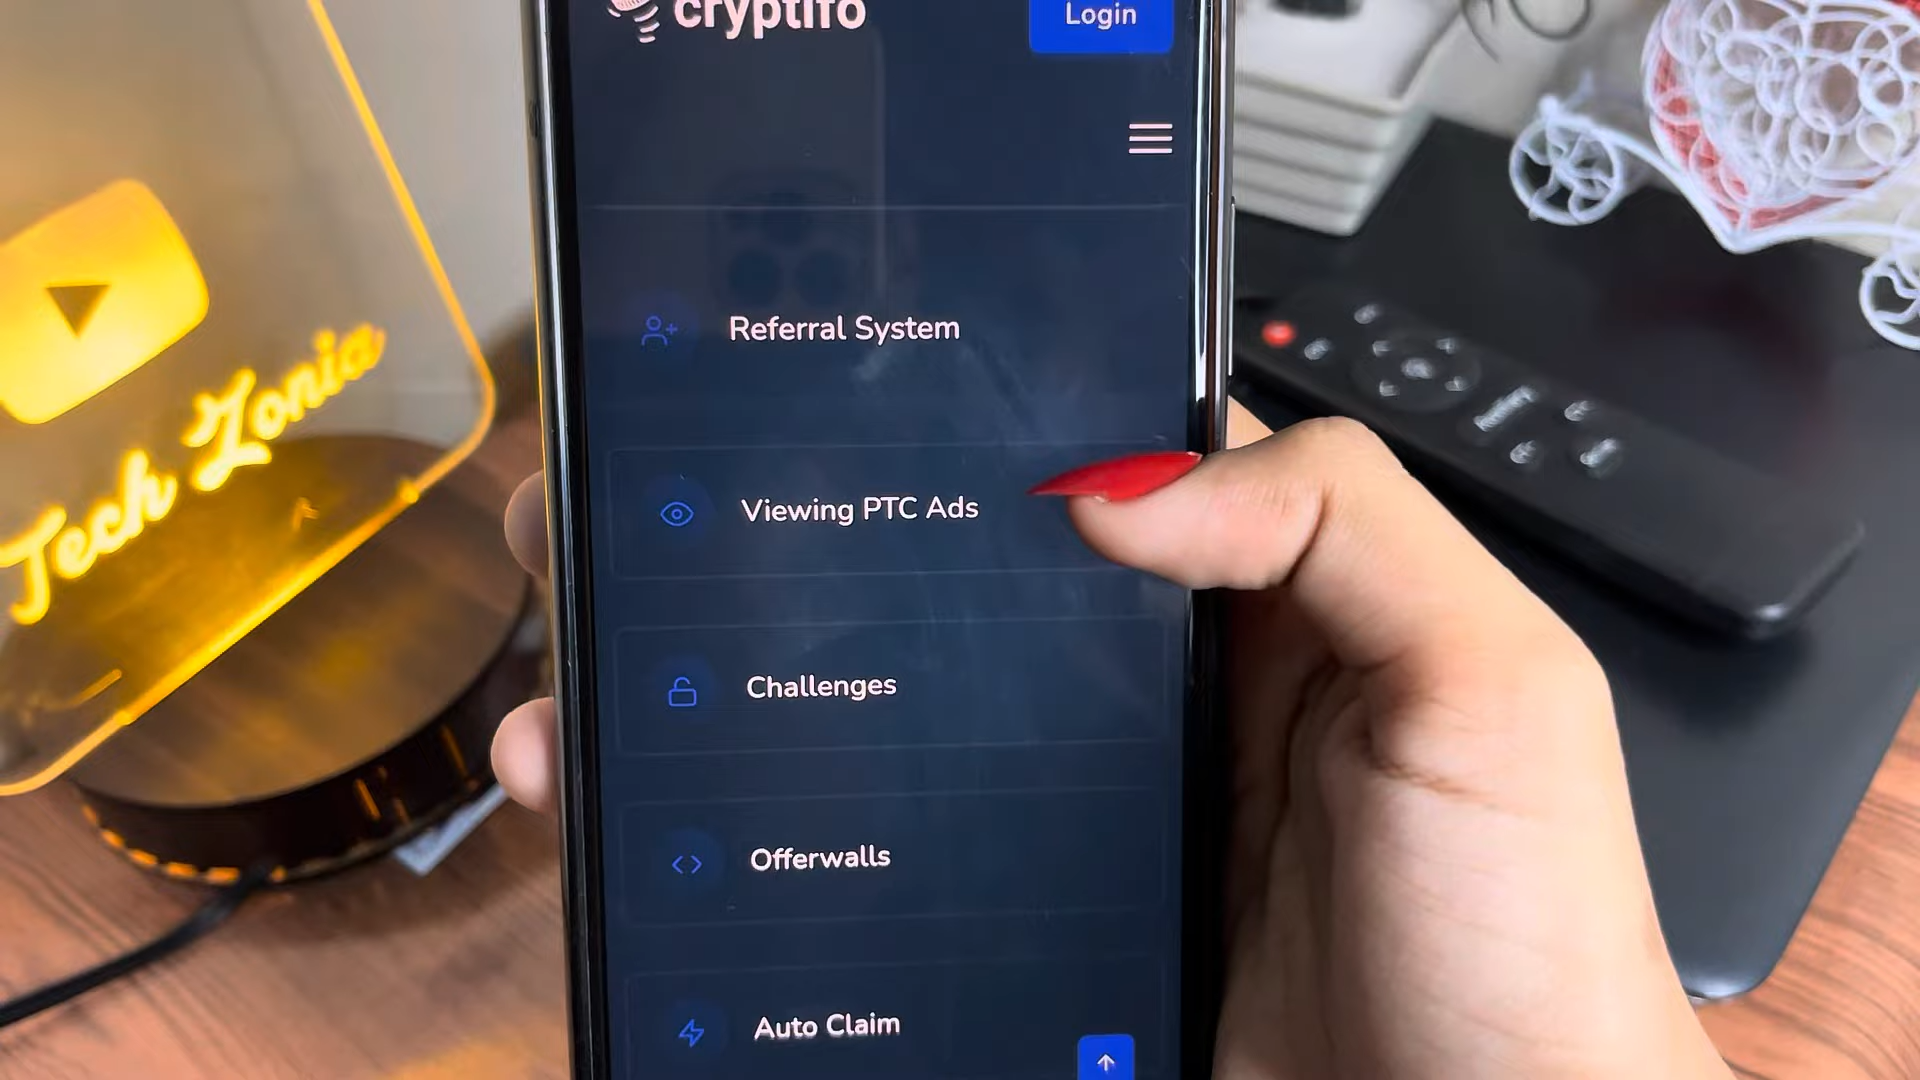 cryptifo
Login
Referral System
Viewing PTC Ads
Challenges
Offerwalls
Auto Claim
Tech Zonia